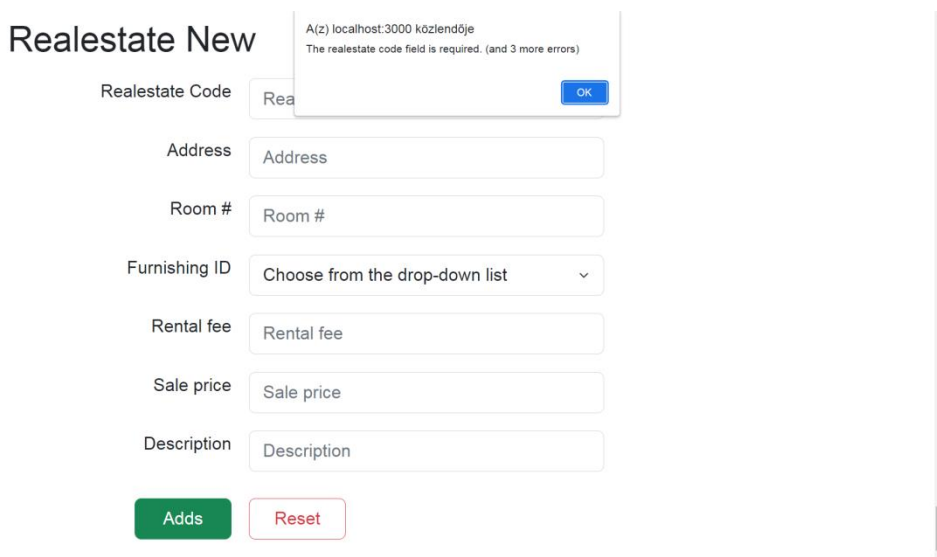 Realestate New
A(z) localhost:3000 közlendője
The realestate code field is required. (and 3 more errors)
OK
Realestate Code
Rea
Address
Address
Room #
Room #
Furnishing ID
Choose from the drop-down list
Rental fee
Rental fee
Sale price
Sale price
Description
Description
Adds
Reset